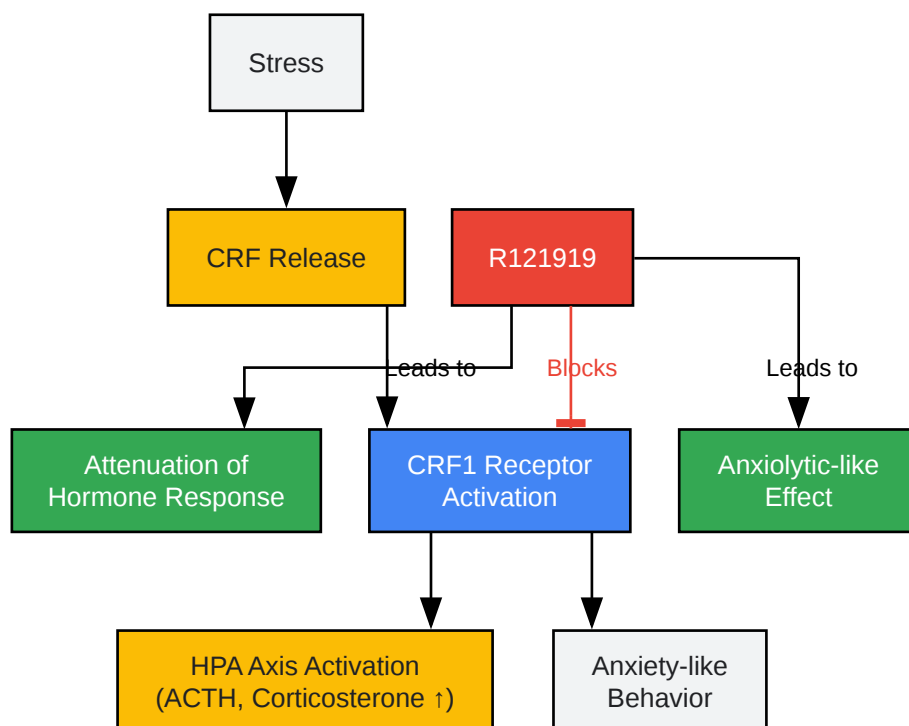 Stress
CRF Release
R121919
Leads to
Blocks
Leads to
Attenuation of
Hormone Response
CRF1 Receptor
Activation
Anxiolytic-like
Effect
HPA Axis Activation
(ACTH, Corticosterone ↑)
Anxiety-like
Behavior